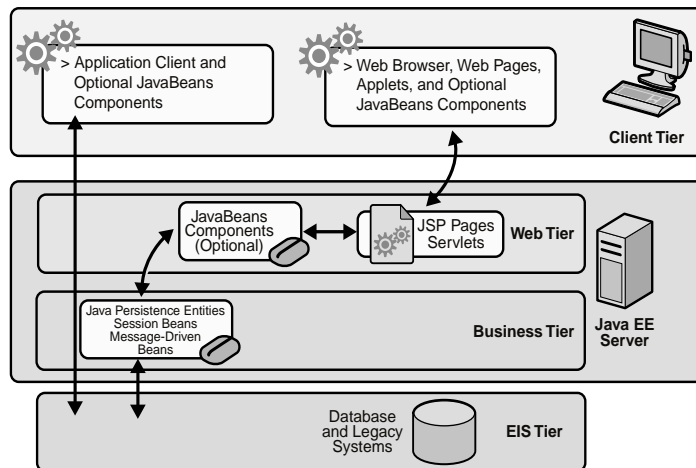 > Application Client and
Optional JavaBeans
Components
> Web Browser, Web Pages,
Applets, and Optional
JavaBeans Components
Client Tier
JavaBeans
Components
(Optional)
JSP Pages
Servlets
Web Tier
Java Persistence Entities
Session Beans
Message-Driven
Beans
Business Tier
Java EE
Server
Database
and Legacy
Systems
EIS Tier